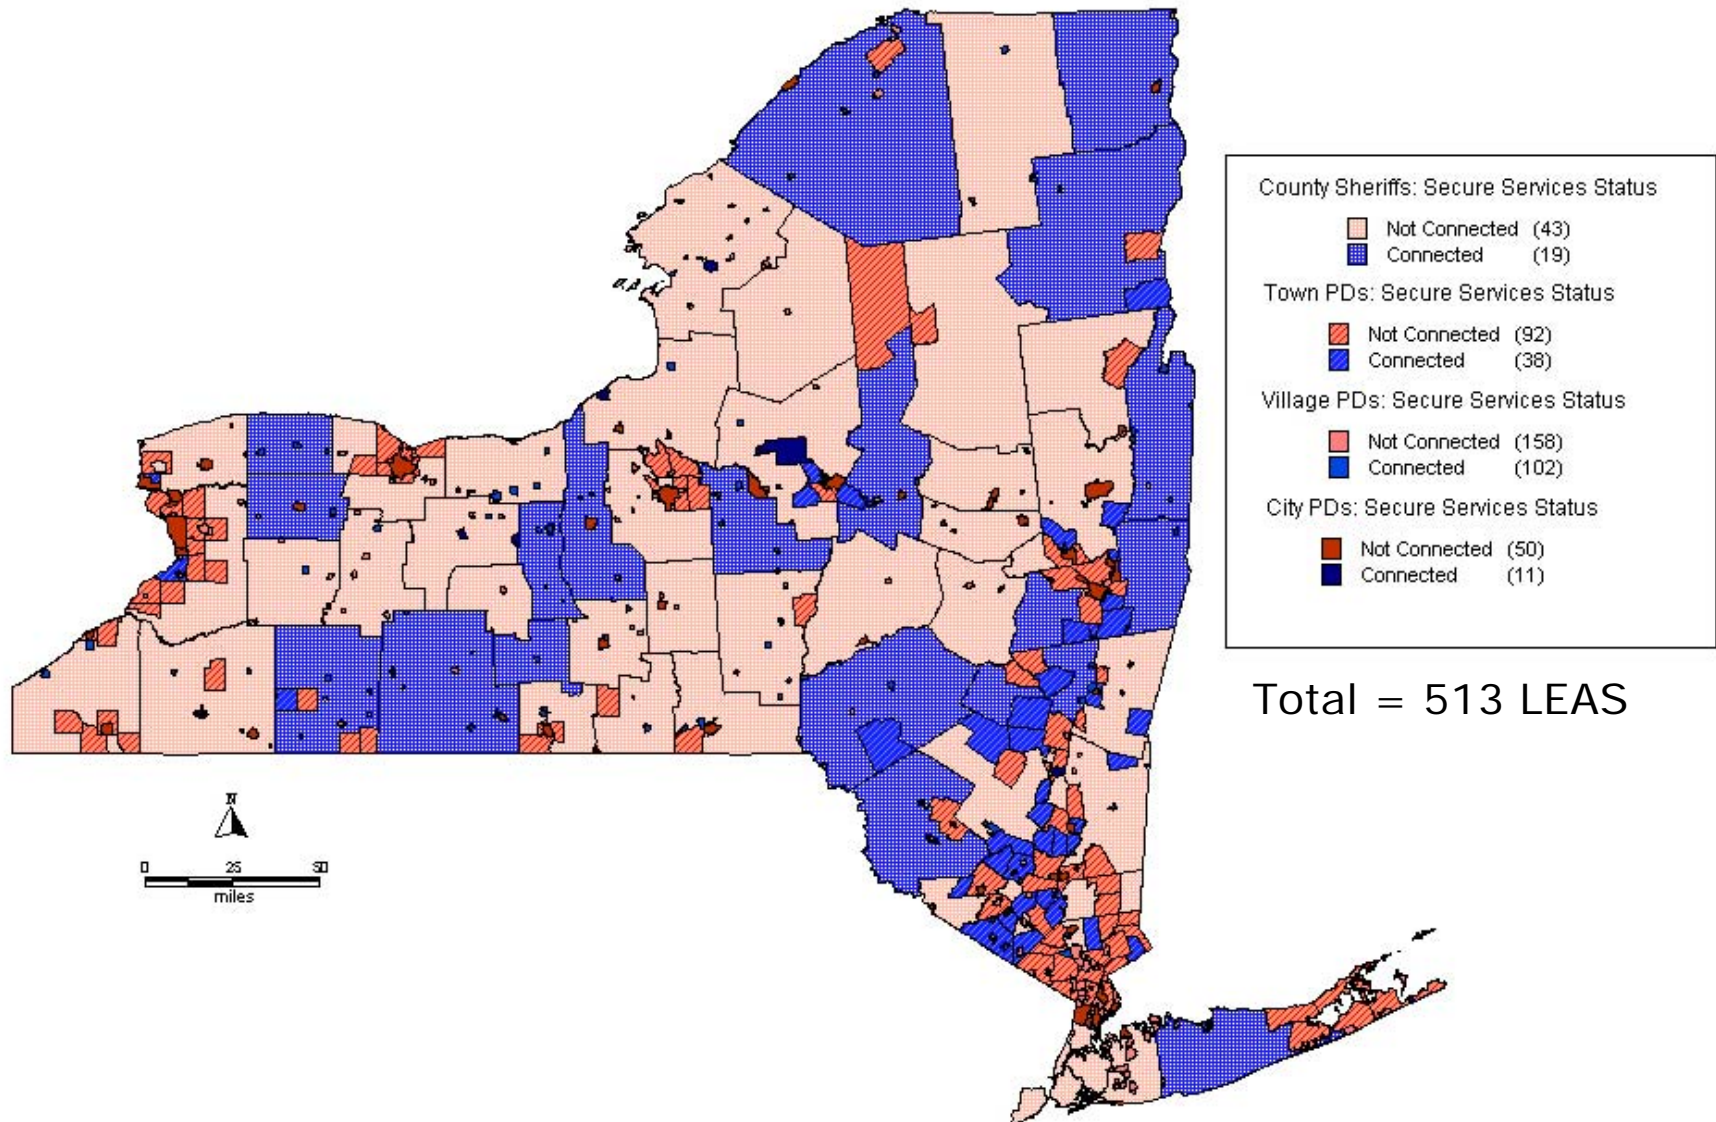 County Sheriffs: Secure Services Status
Not Connected (43)
Connected (19)
Town PDs: Secure Services Status
Not Connected (92)
Connected (38)
Village PDs: Secure Services Status
Not Connected (158)
Connected (102)
City PDs: Secure Services Status
Not Connected (50)
Connected (11)
Total = 513 LEAS
N
0 25 50
miles